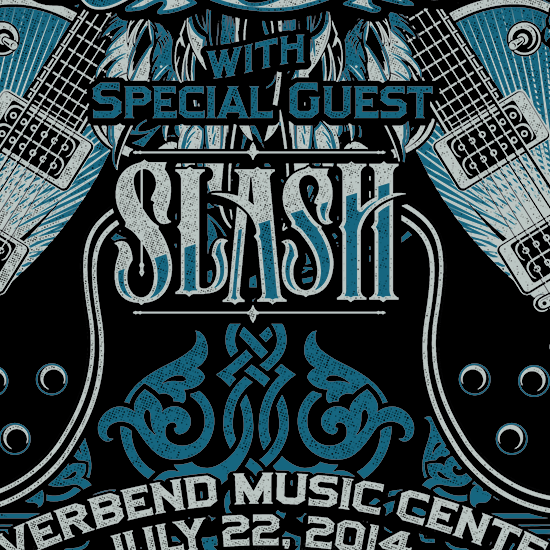 WITH
SPECIAL GUEST
SLASH
VERBEND MUSIC CENTE
JULY 22, 2014